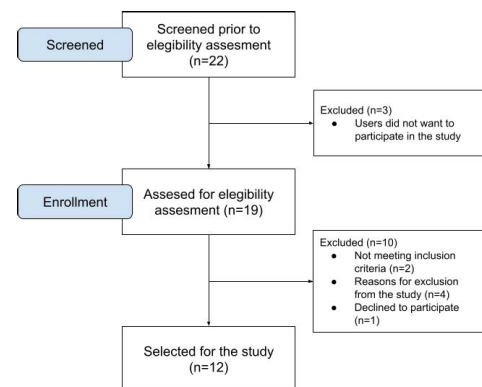 Screened
Screened prior to
elegibility assesment
(n=22)
Excluded (n=3)
● Users did not want to
participate in the study
Enrollment
Assesed for elegibility
assesment (n=19)
Excluded (n=10)
● Not meeting inclusion
criteria (n=2)
● Reasons for exclusion
from the study (n=4)
● Declined to participate
(n=1)
Selected for the study
(n=12)